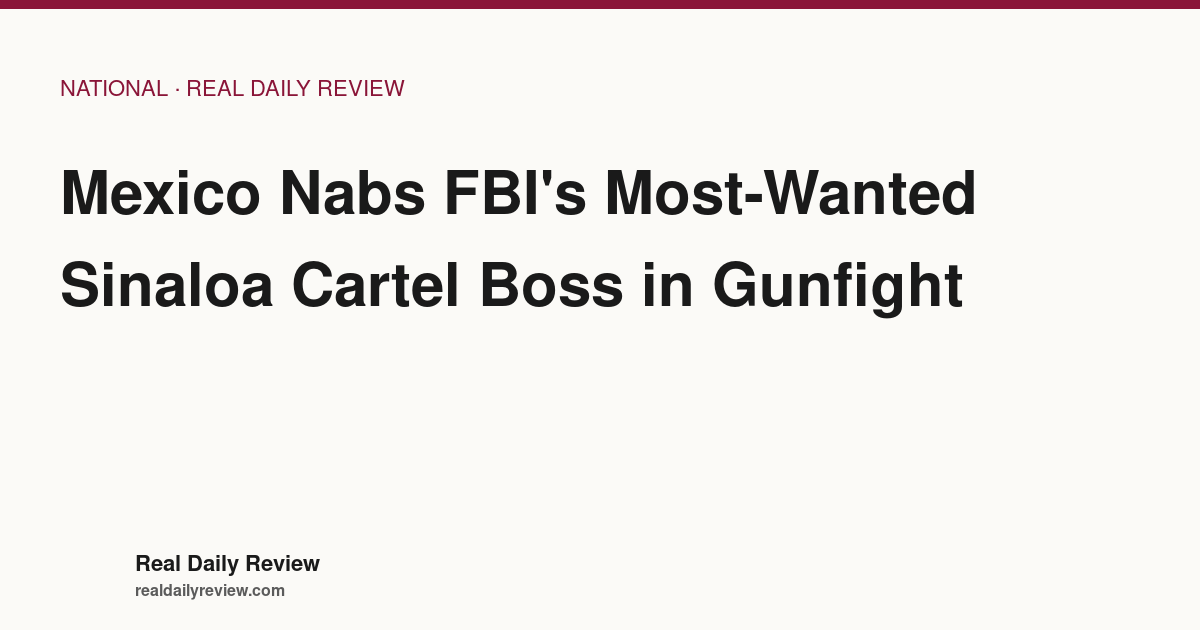 NATIONAL · REAL DAILY REVIEW
Mexico Nabs FBI's Most-Wanted
Sinaloa Cartel Boss in Gunfight
Real Daily Review
realdailyreview.com